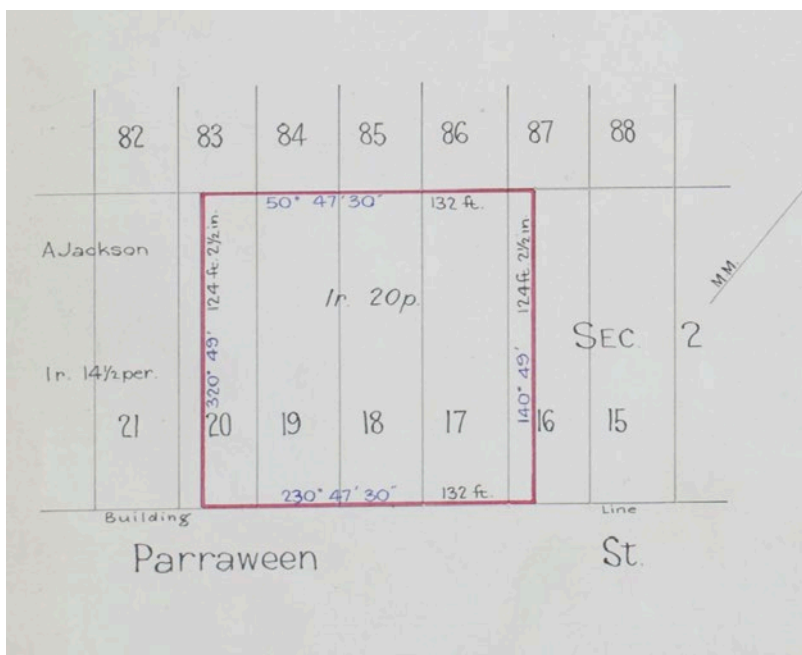 82 83 84 85 86 87 88
50° 47' 30" 132 ft.
A Jackson
320° 49' 124 ft. 2½ in.
1r. 20p.
140° 49' 124 ft 2½ in.
M.M.
SEC. 2
1r. 14½ per.
21 20 19 18 17 16 15
230° 47' 30" 132 ft.
Building Line
Parraween St.